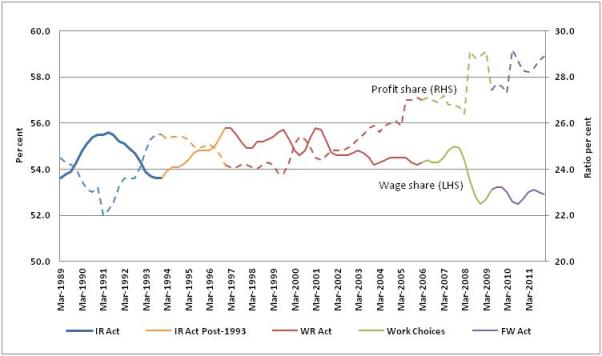 60.0
58.0
56.0
54.0
52.0
50.0
Per cent
30.0
28.0
26.0
24.0
22.0
20.0
Ratio per cent
Profit share (RHS)
Wage share (LHS)
Mar-1989
Mar-1990
Mar-1991
Mar-1992
Mar-1993
Mar-1994
Mar-1995
Mar-1996
Mar-1997
Mar-1998
Mar-1999
Mar-2000
Mar-2001
Mar-2002
Mar-2003
Mar-2004
Mar-2005
Mar-2006
Mar-2007
Mar-2008
Mar-2009
Mar-2010
Mar-2011
IR Act
IR Act Post-1993
WR Act
Work Choices
FW Act